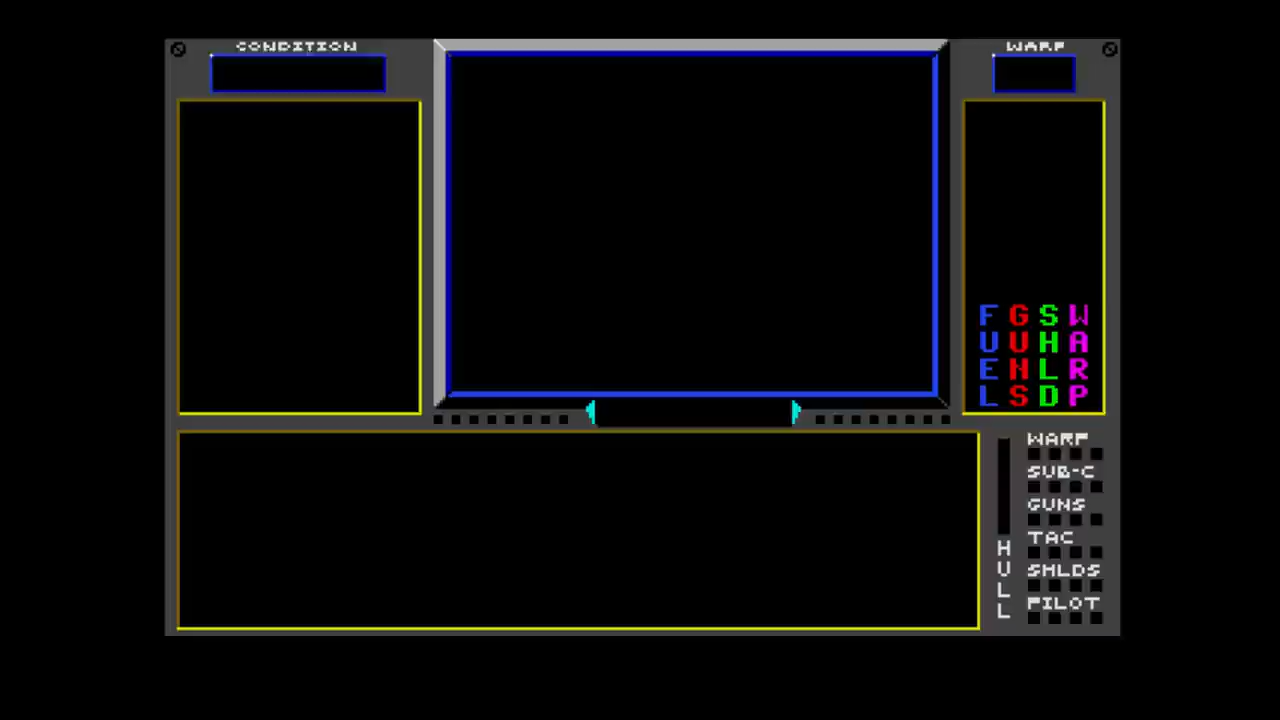 CONDITION
WARP
FUEL
GUNS
SHLD
WARP
WARP
SUB-C
GUNS
TAC
SHLDS
PILOT
HULL